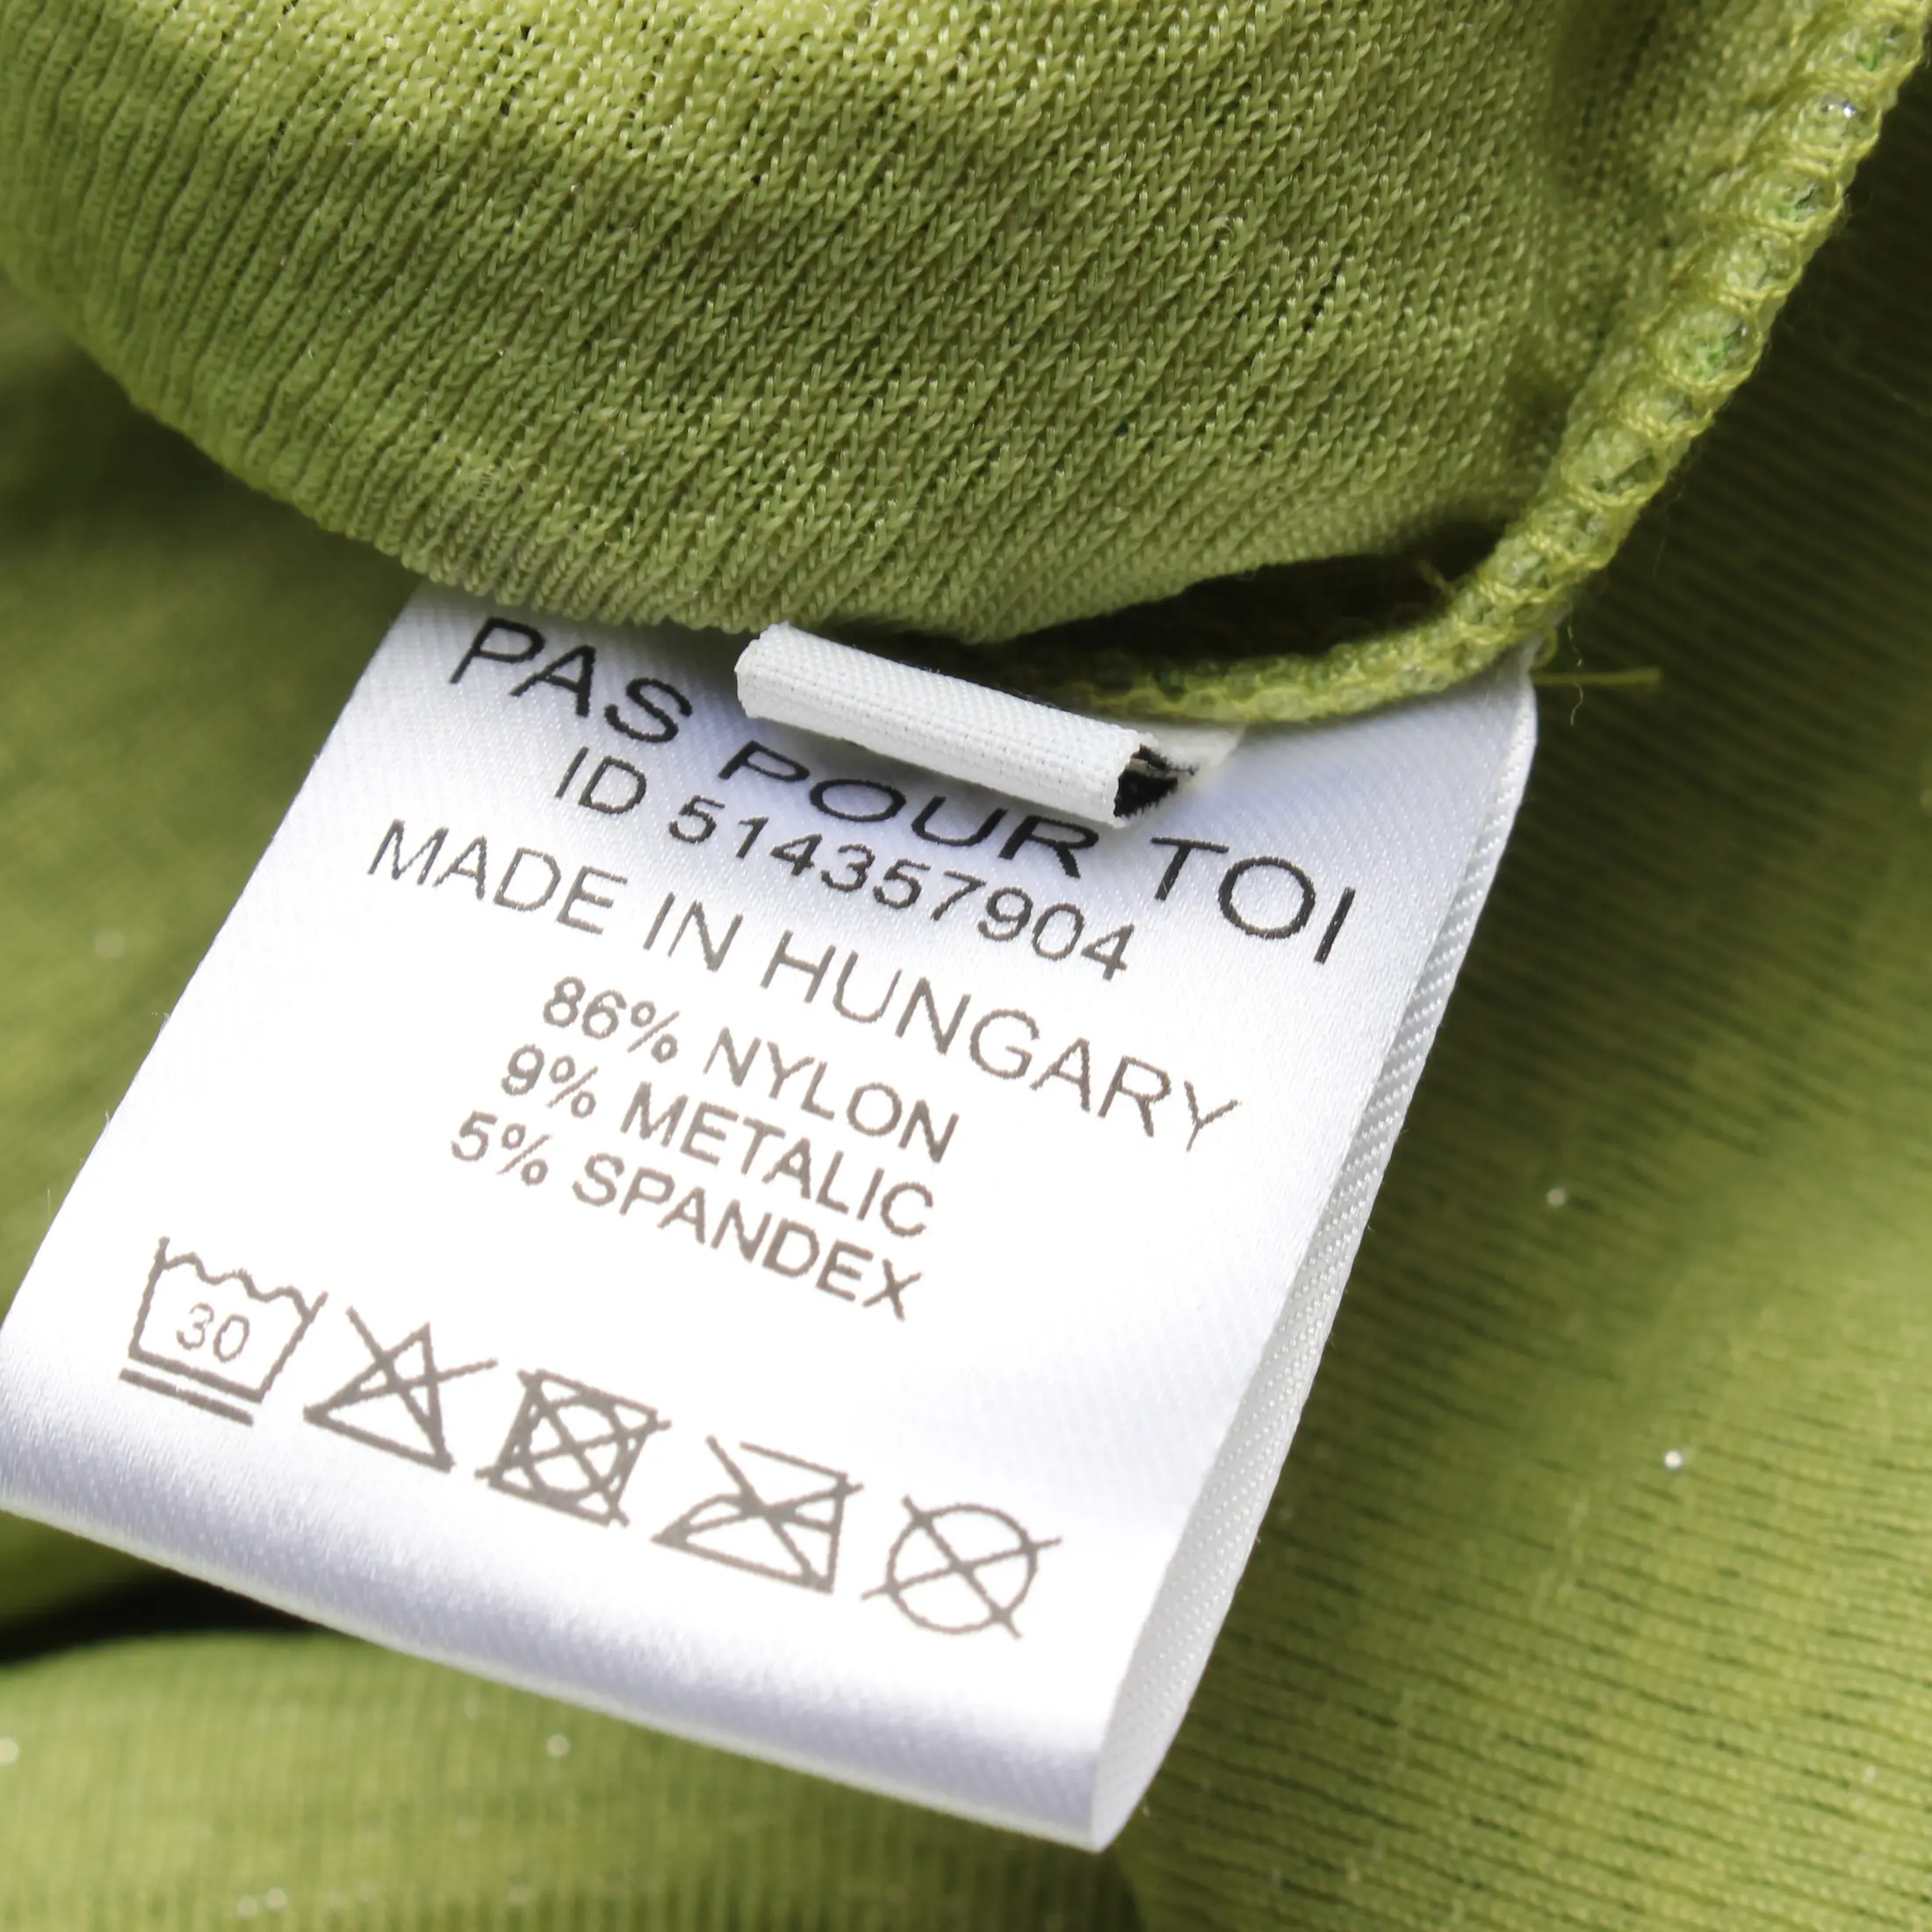 PAS POUR TOI
ID 514357904
MADE IN HUNGARY
86% NYLON
9% METALIC
5% SPANDEX
30